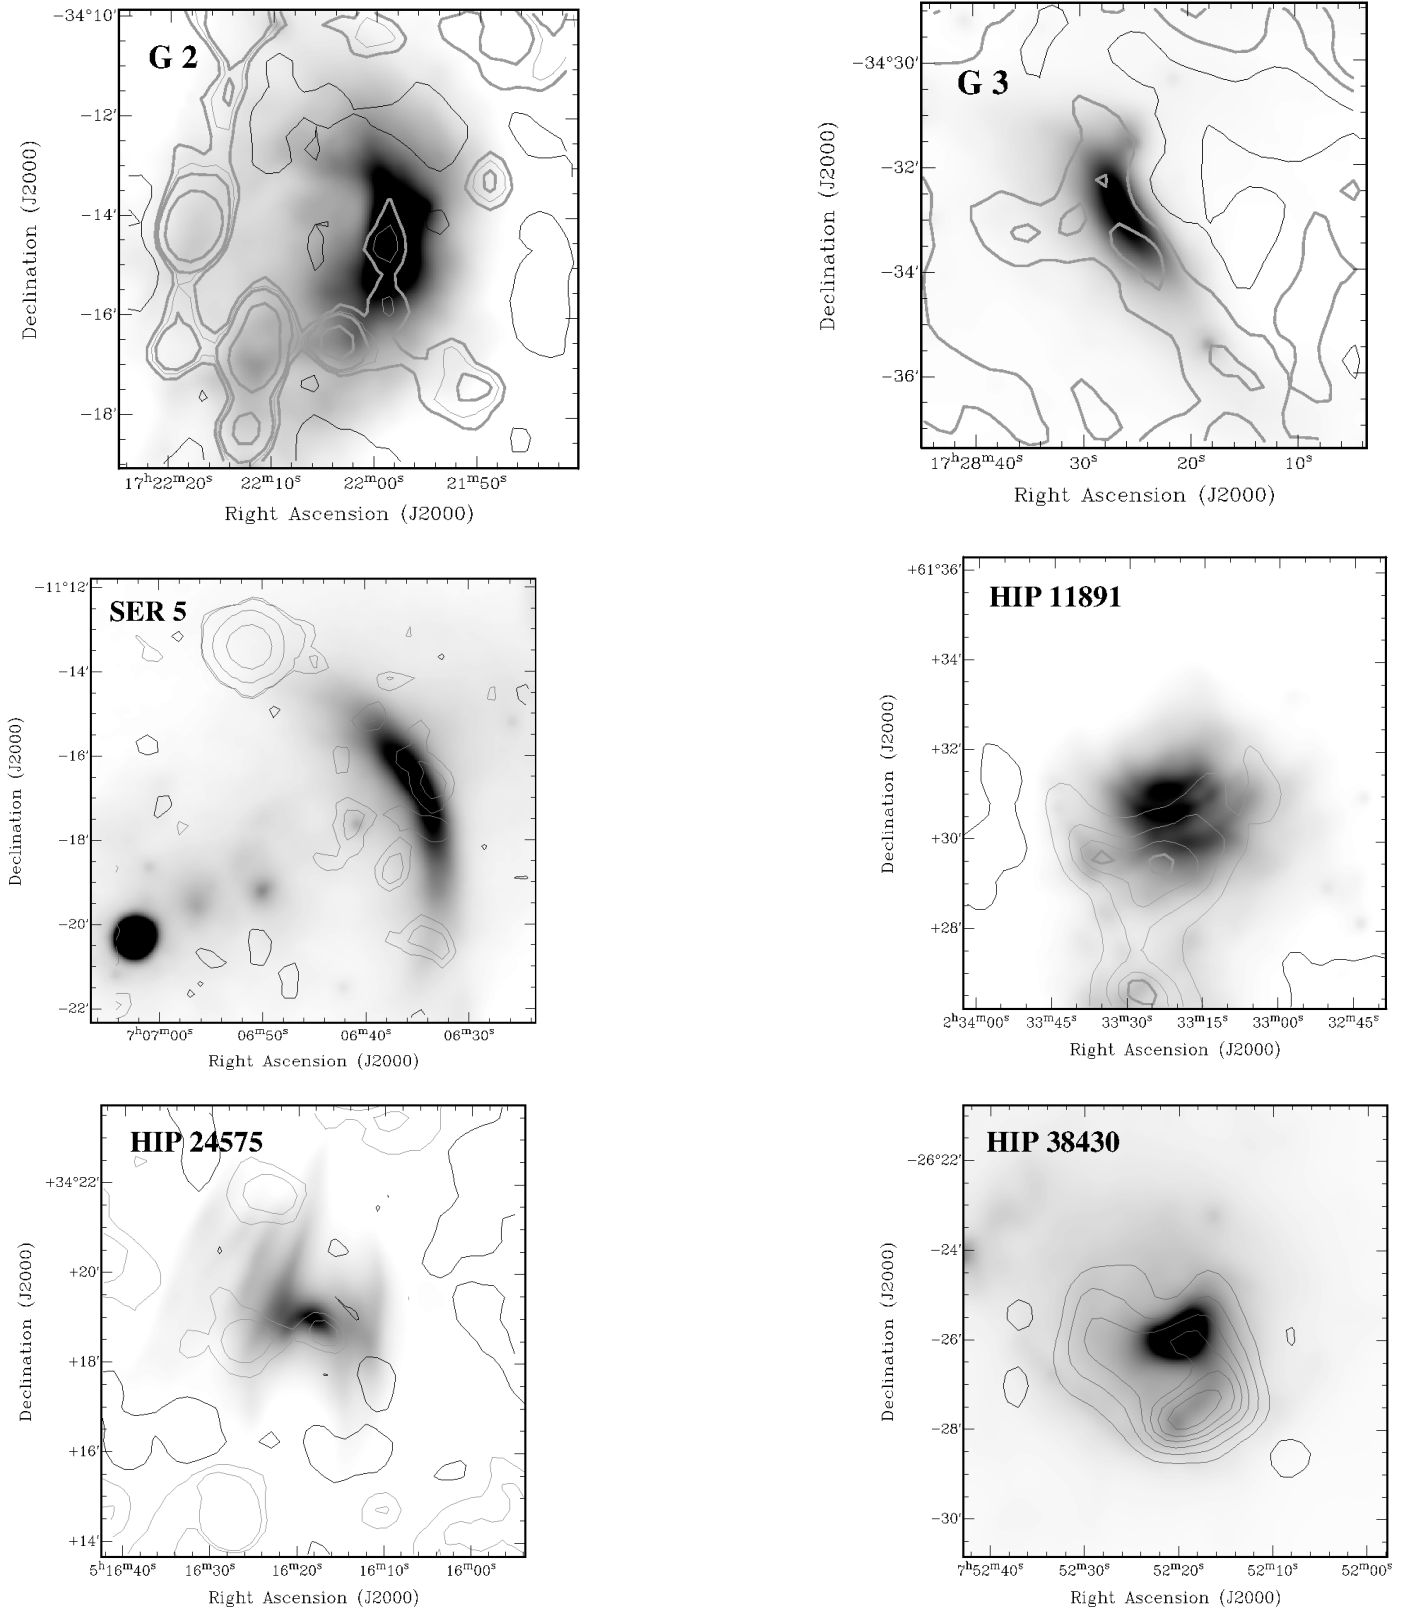 G 2
−34°10′
−12′
−14′
−16′
−18′
17ʰ22ᵐ20ˢ
22ᵐ10ˢ
22ᵐ00ˢ
21ᵐ50ˢ
Right Ascension (J2000)
Declination (J2000)
G 3
−34°30′
−32′
−34′
−36′
17ʰ28ᵐ40ˢ
30ˢ
20ˢ
10ˢ
Right Ascension (J2000)
Declination (J2000)
SER 5
−11°12′
−14′
−16′
−18′
−20′
−22′
7ʰ07ᵐ00ˢ
06ᵐ50ˢ
06ᵐ40ˢ
06ᵐ30ˢ
Right Ascension (J2000)
Declination (J2000)
HIP 11891
+61°36′
+34′
+32′
+30′
+28′
2ʰ34ᵐ00ˢ
33ᵐ45ˢ
33ᵐ30ˢ
33ᵐ15ˢ
33ᵐ00ˢ
32ᵐ45ˢ
Right Ascension (J2000)
Declination (J2000)
HIP 24575
+34°22′
+20′
+18′
+16′
+14′
5ʰ16ᵐ40ˢ
16ᵐ30ˢ
16ᵐ20ˢ
16ᵐ10ˢ
16ᵐ00ˢ
Right Ascension (J2000)
Declination (J2000)
HIP 38430
−26°22′
−24′
−26′
−28′
−30′
7ʰ52ᵐ40ˢ
52ᵐ30ˢ
52ᵐ20ˢ
52ᵐ10ˢ
52ᵐ00ˢ
Right Ascension (J2000)
Declination (J2000)